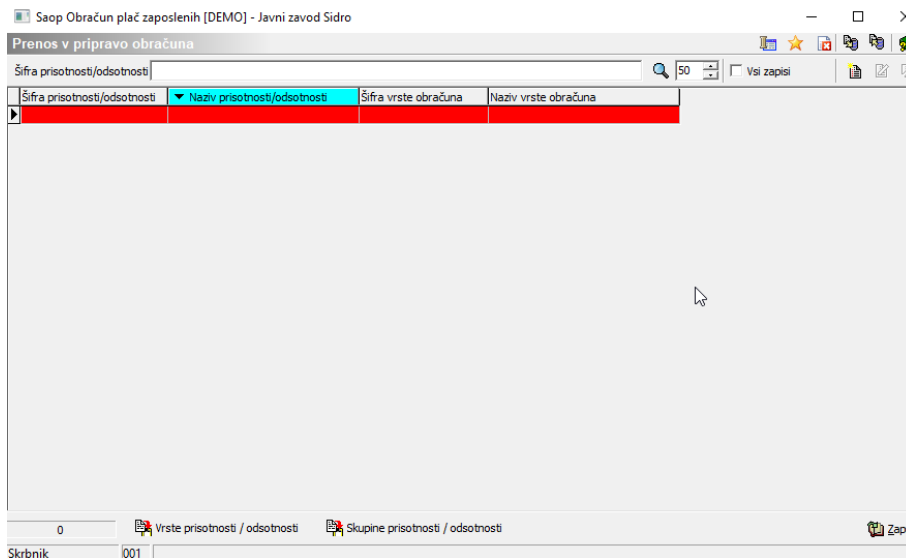 Saop Obračun plač zaposlenih [DEMO] - Javni zavod Sidro
Prenos v pripravo obračuna
Šifra prisotnosti/odsotnosti 50 Vsi zapisi
Šifra prisotnosti/odsotnosti Naziv prisotnosti/odsotnosti Šifra vrste obračuna Naziv vrste obračuna
0 Vrste prisotnosti / odsotnosti Skupine prisotnosti / odsotnosti Zap
Skrbnik 001